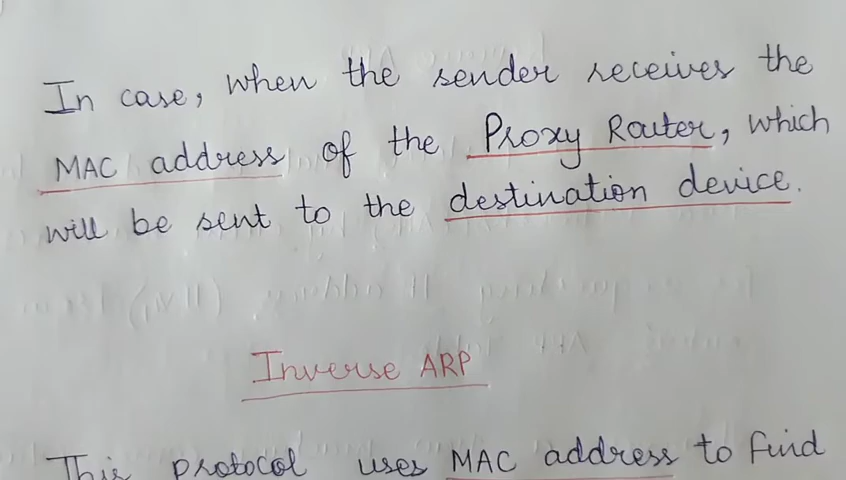 In case, when the sender receives the
MAC address of the Proxy Router, which
will be sent to the destination device.
Inverse ARP
This protocol uses MAC address to find